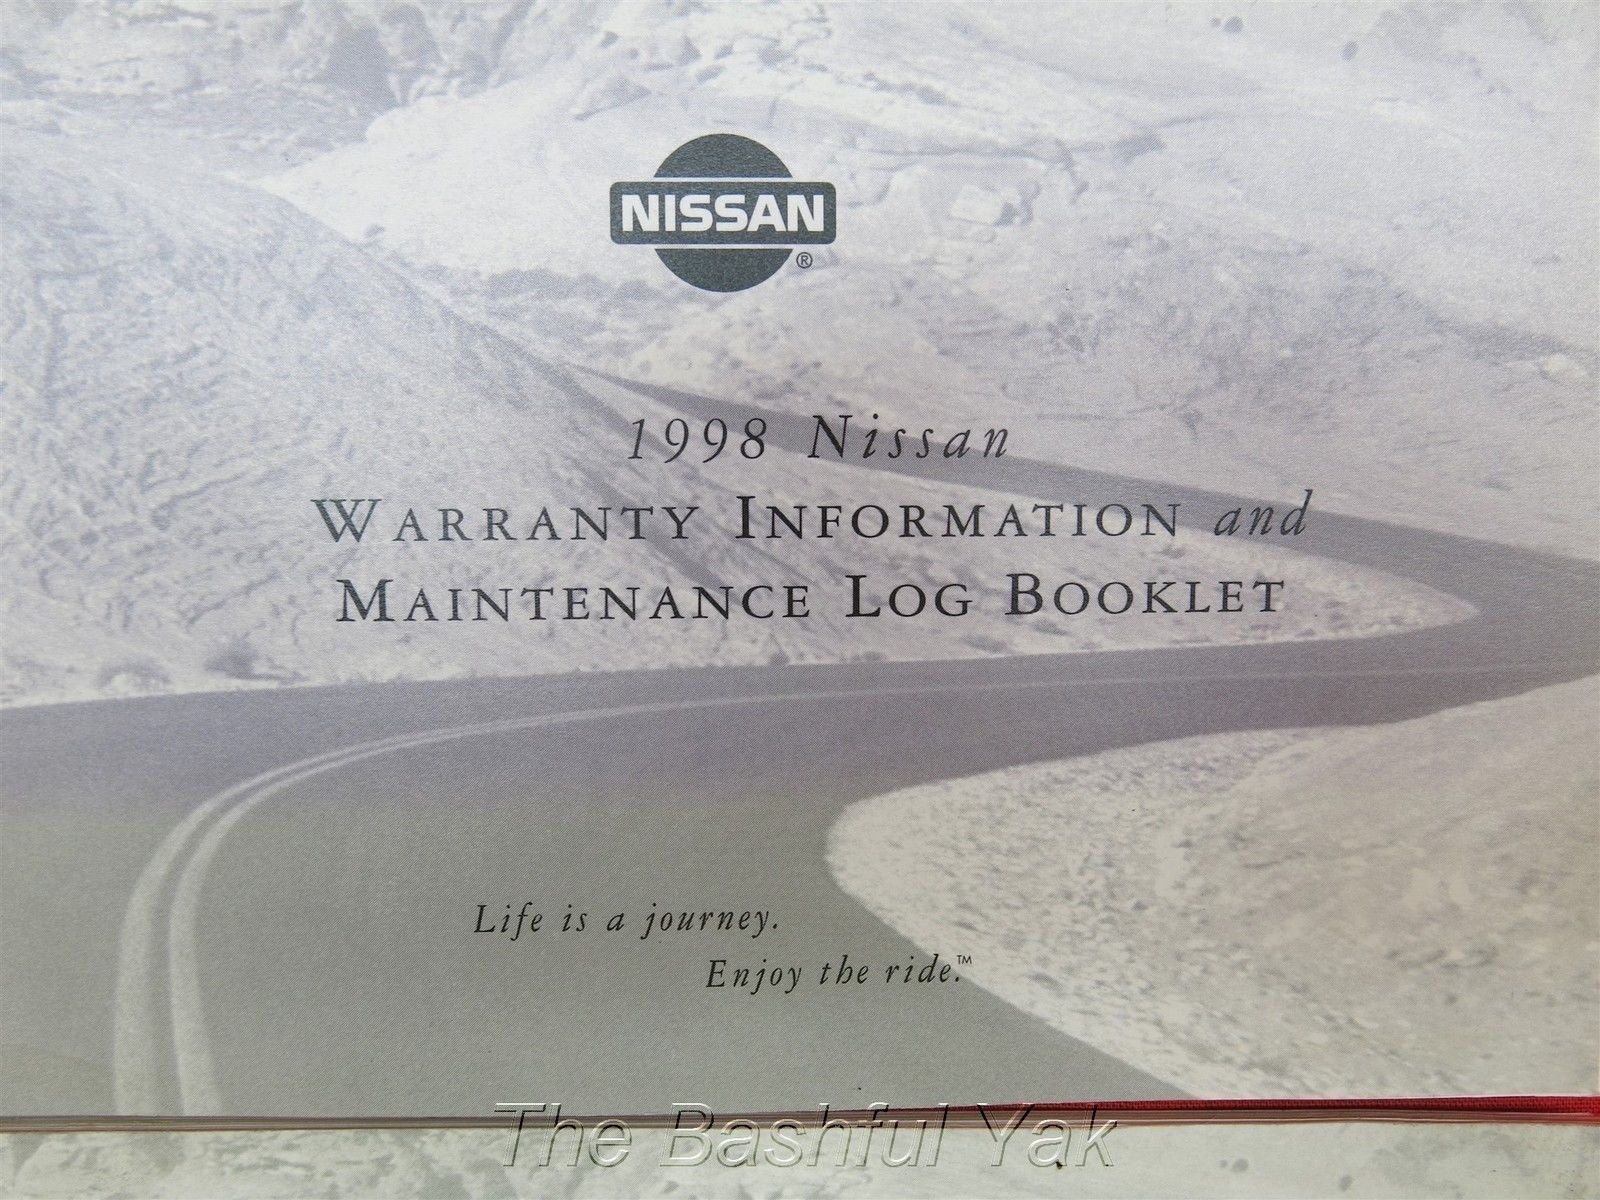 NISSAN
®
1998 Nissan
WARRANTY INFORMATION and
MAINTENANCE LOG BOOKLET
Life is a journey.
Enjoy the ride.™
The Bashful Yak